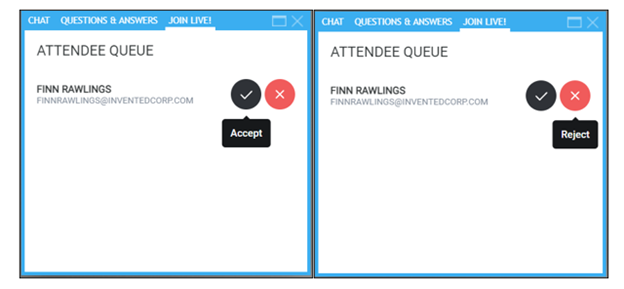 CHAT QUESTIONS & ANSWERS JOIN LIVE!
ATTENDEE QUEUE
FINN RAWLINGS
FINNRAWLINGS@INVENTEDCORP.COM
Accept
CHAT QUESTIONS & ANSWERS JOIN LIVE!
ATTENDEE QUEUE
FINN RAWLINGS
FINNRAWLINGS@INVENTEDCORP.COM
Reject